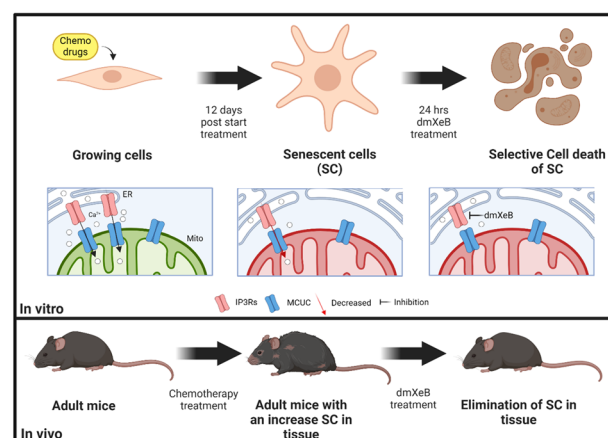 Chemo
drugs
12 days
post start
treatment
24 hrs
dmXeB
treatment
Growing cells
Senescent cells
(SC)
Selective Cell death
of SC
ER
Ca²⁺
Mito
dmXeB
IP3Rs
MCUC
Decreased
Inhibition
In vitro
Chemotherapy
treatment
dmXeB
treatment
Adult mice
Adult mice with
an increase SC in
tissue
Elimination of SC in
tissue
In vivo